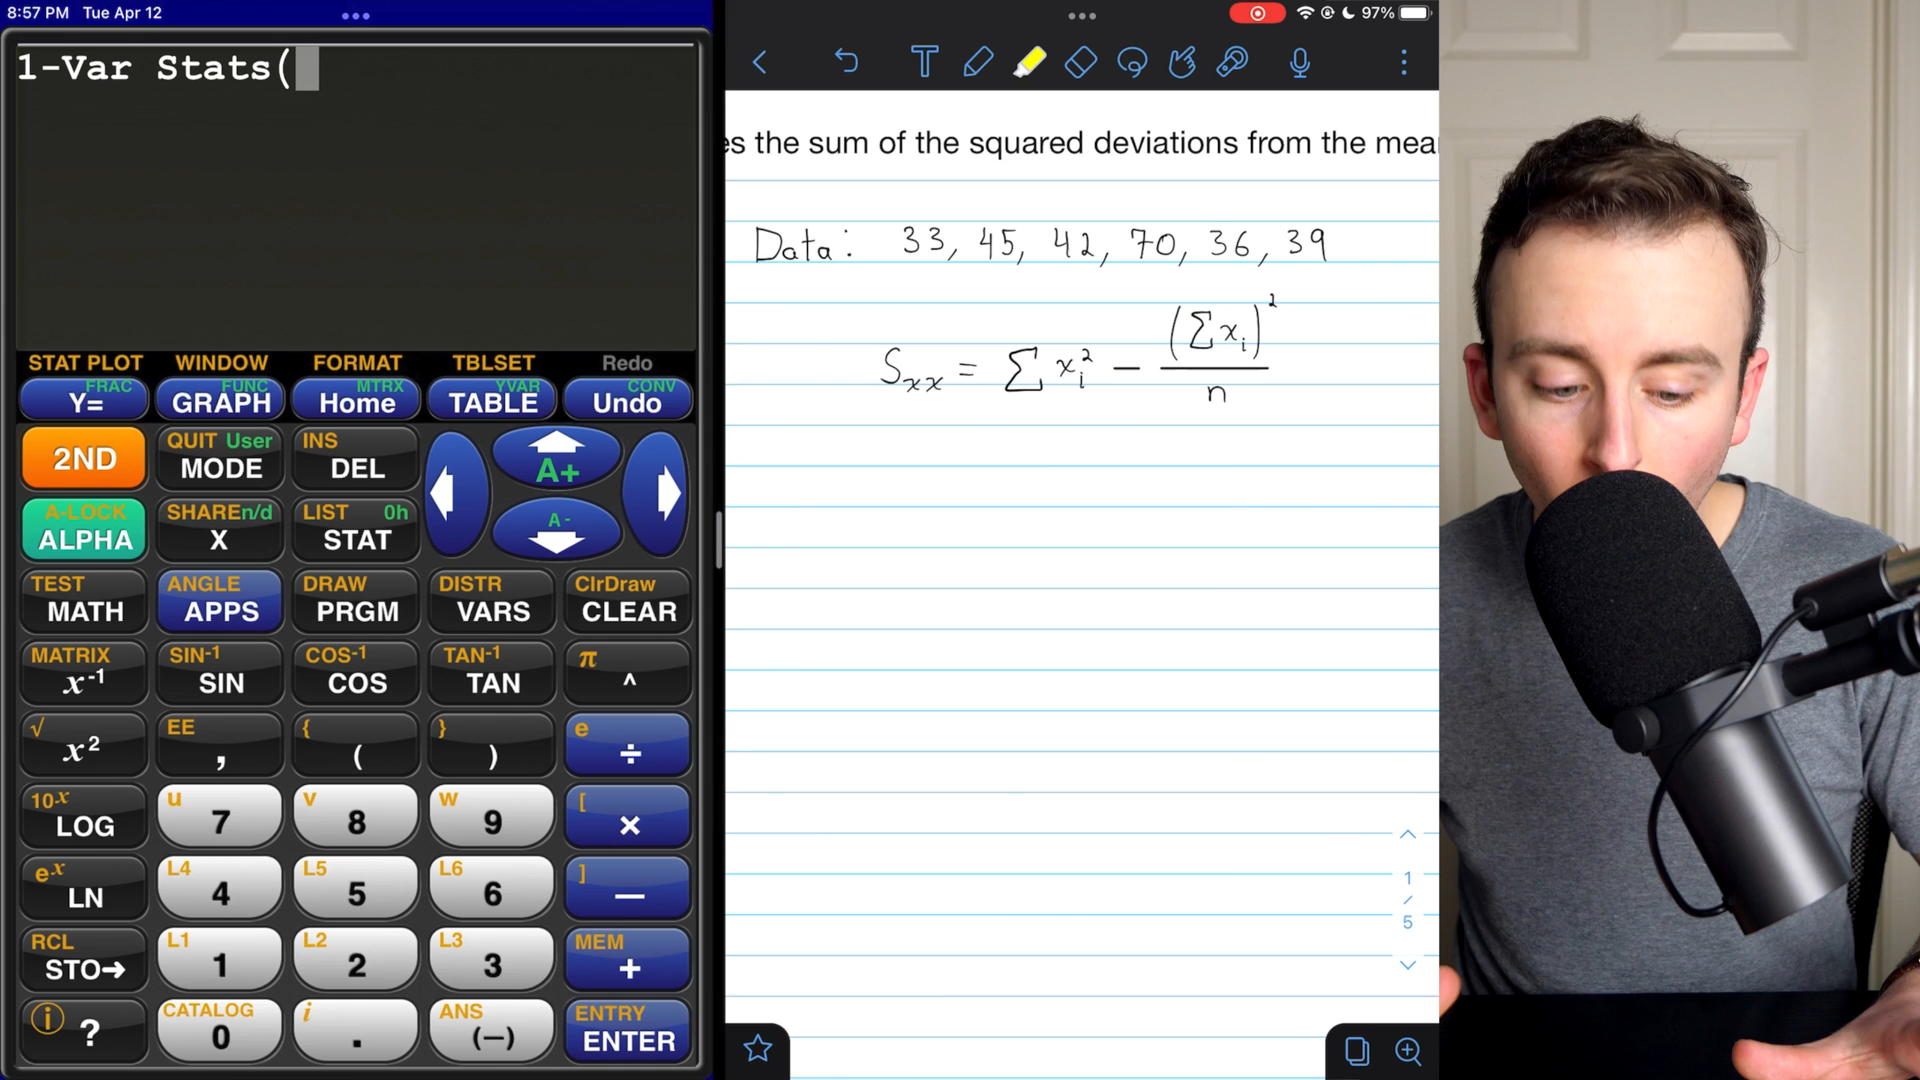 8:57 PM Tue Apr 12
97%
1-Var Stats(
STAT PLOT WINDOW FORMAT TBLSET Redo
FRAC FUNC MTRX YVAR CONV
Y= GRAPH Home TABLE Undo
QUIT User INS
2ND MODE DEL A+
A-LOCK SHARE n/d LIST 0h A-
ALPHA X STAT
TEST ANGLE DRAW DISTR ClrDraw
MATH APPS PRGM VARS CLEAR
MATRIX SIN-1 COS-1 TAN-1 π
x-1 SIN COS TAN ^
√ EE { } e
x2 , ( ) ÷
10x u v w [
LOG 7 8 9 ×
ex L4 L5 L6 ]
LN 4 5 6 —
RCL L1 L2 L3 MEM
STO→ 1 2 3 +
i CATALOG i ANS ENTRY
? 0 . (—) ENTER
T
es the sum of the squared deviations from the mea
Data: 33, 45, 42, 70, 36, 39
Sxx = ∑ xi² − (∑ xi)² / n
1
/
5